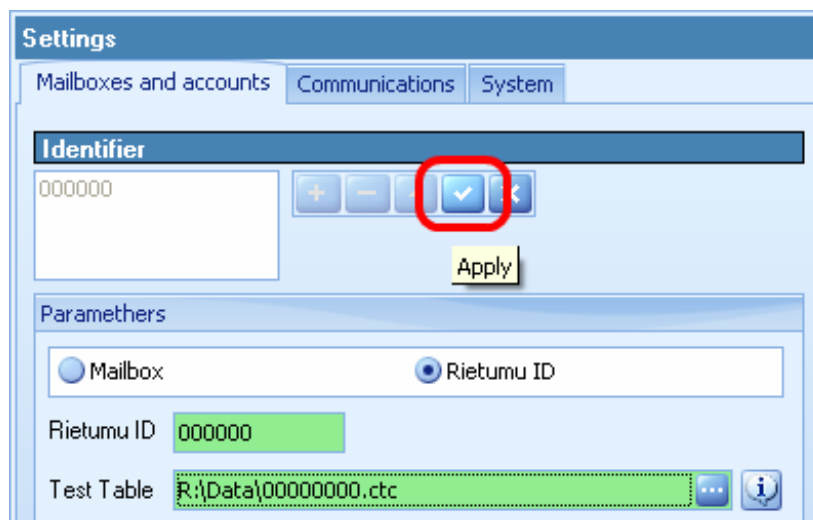 Settings
Mailboxes and accounts Communications System
Identifier
000000
Apply
Paramethers
Mailbox Rietumu ID
Rietumu ID 000000
Test Table R:\Data\00000000.ctc ...